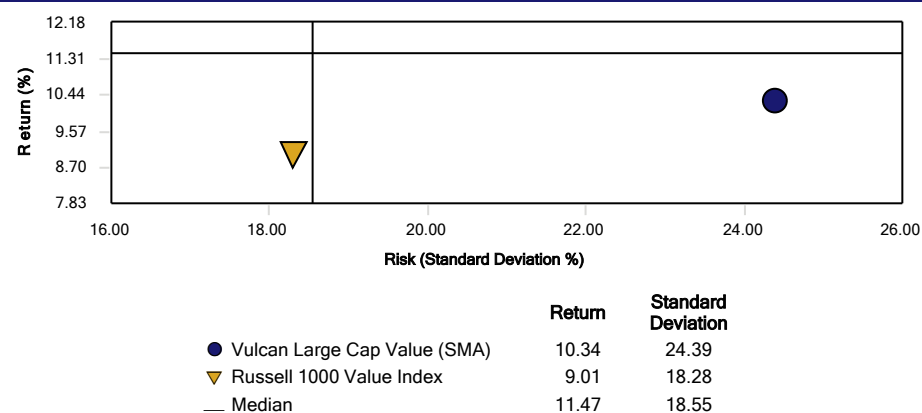 12.18
11.31
10.44
9.57
8.70
7.83
Return (%)
16.00 18.00 20.00 22.00 24.00 26.00
Risk (Standard Deviation %)
Return Standard Deviation
Vulcan Large Cap Value (SMA) 10.34 24.39
Russell 1000 Value Index 9.01 18.28
Median 11.47 18.55